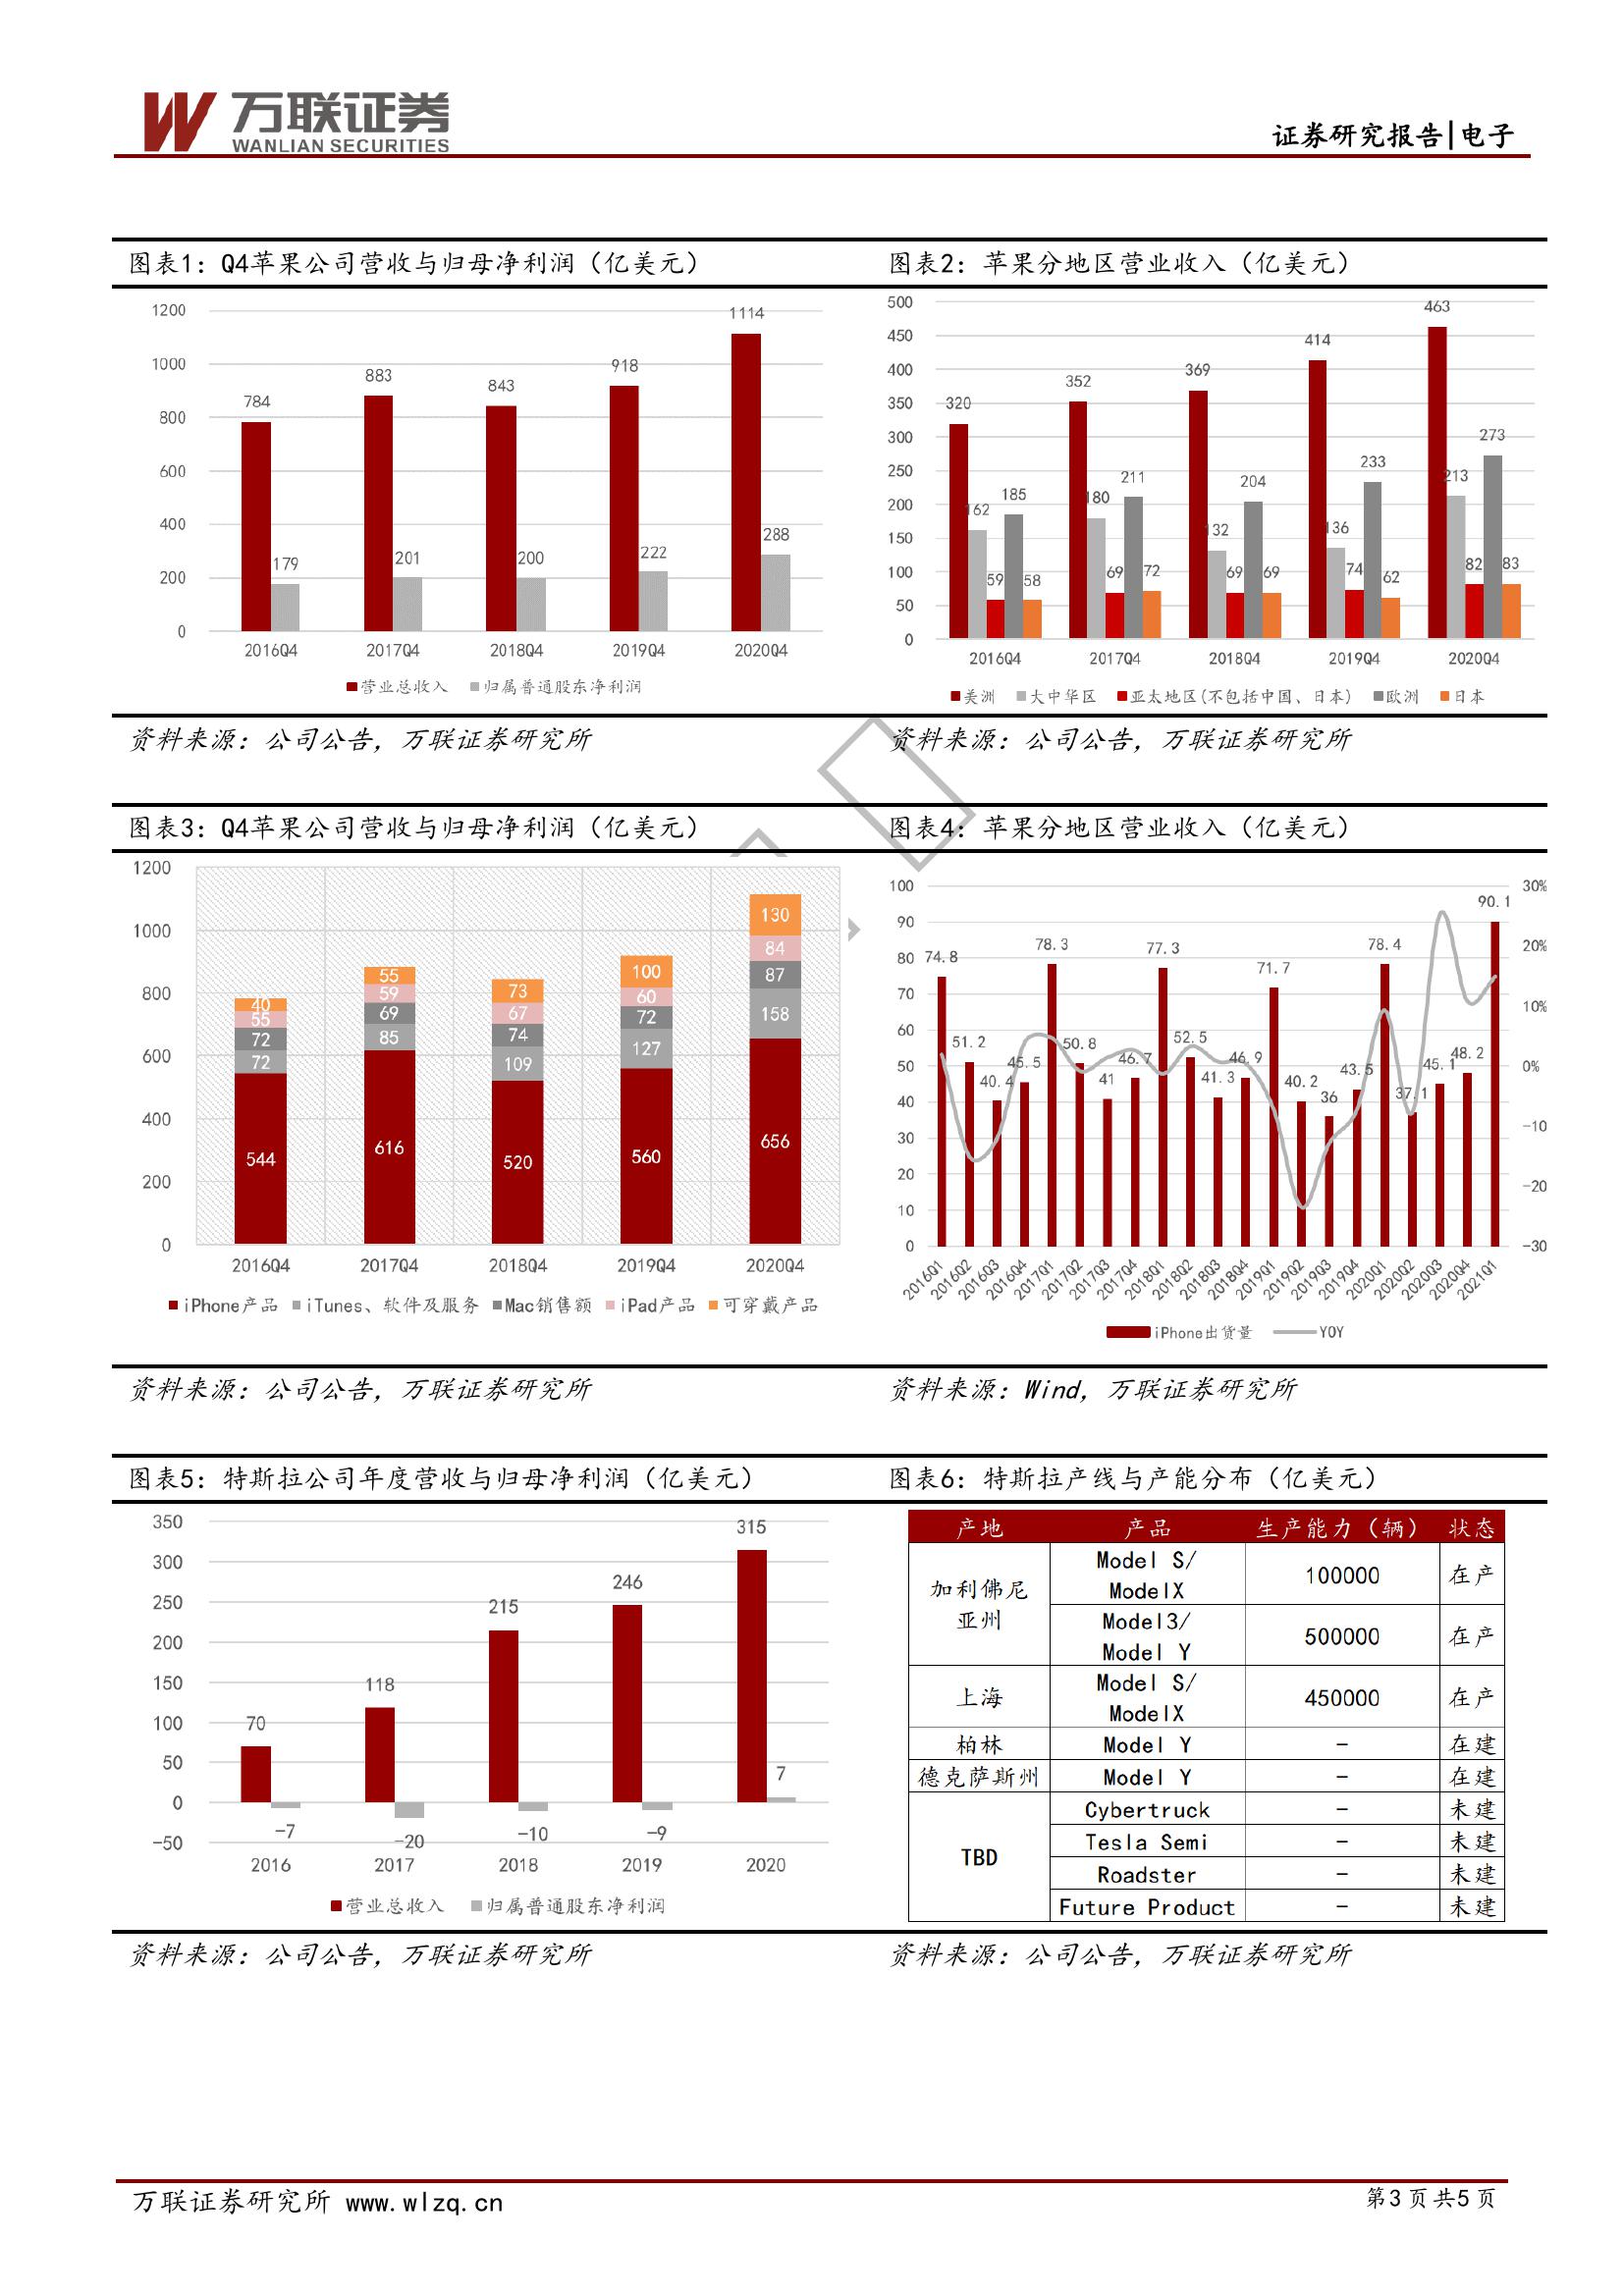 万联证券
WANLIAN SECURITIES
证券研究报告|电子
图表1：Q4苹果公司营收与归母净利润（亿美元）
1200
1000
800
600
400
200
0
784
883
843
918
1114
179
201
200
222
288
2016Q4 2017Q4 2018Q4 2019Q4 2020Q4
营业总收入 归属普通股东净利润
资料来源：公司公告，万联证券研究所
图表2：苹果分地区营业收入（亿美元）
500
450
400
350
300
250
200
150
100
50
0
320 162 59 185 58
352 180 69 211 72
369 132 69 204 69
414 136 74 233 62
463 213 82 273 83
2016Q4 2017Q4 2018Q4 2019Q4 2020Q4
美洲 大中华区 亚太地区(不包括中国、日本) 欧洲 日本
资料来源：公司公告，万联证券研究所
图表3：Q4苹果公司营收与归母净利润（亿美元）
1200
1000
800
600
400
200
0
40 55 72 72 544
55 59 69 85 616
73 67 74 109 520
100 60 72 127 560
130 84 87 158 656
2016Q4 2017Q4 2018Q4 2019Q4 2020Q4
iPhone产品 iTunes、软件及服务 Mac销售额 iPad产品 可穿戴产品
资料来源：公司公告，万联证券研究所
图表4：苹果分地区营业收入（亿美元）
100
90
80
70
60
50
40
30
20
10
0
74.8 51.2 40.4 45.5 78.3 50.8 41 46.7 77.3 52.5 41.3 46.9 71.7 40.2 36 43.5 78.4 37.1 45.1 48.2 90.1
30%
20%
10%
0%
-10
-20
-30
2016Q1 2016Q2 2016Q3 2016Q4 2017Q1 2017Q2 2017Q3 2017Q4 2018Q1 2018Q2 2018Q3 2018Q4 2019Q1 2019Q2 2019Q3 2019Q4 2020Q1 2020Q2 2020Q3 2020Q4 2021Q1
iPhone出货量 YOY
资料来源：Wind，万联证券研究所
图表5：特斯拉公司年度营收与归母净利润（亿美元）
350
300
250
200
150
100
50
0
-50
70
118
215
246
315
-7
-20
-10
-9
7
2016 2017 2018 2019 2020
营业总收入 归属普通股东净利润
资料来源：公司公告，万联证券研究所
图表6：特斯拉产线与产能分布（亿美元）
产地 产品 生产能力（辆） 状态
加利佛尼
亚州
Model S/
ModelX
100000 在产
Model3/
Model Y
500000 在产
上海
Model S/
ModelX
450000 在产
柏林 Model Y - 在建
德克萨斯州 Model Y - 在建
TBD
Cybertruck - 未建
Tesla Semi - 未建
Roadster - 未建
Future Product - 未建
资料来源：公司公告，万联证券研究所
万联证券研究所 www.wlzq.cn
第3页共5页